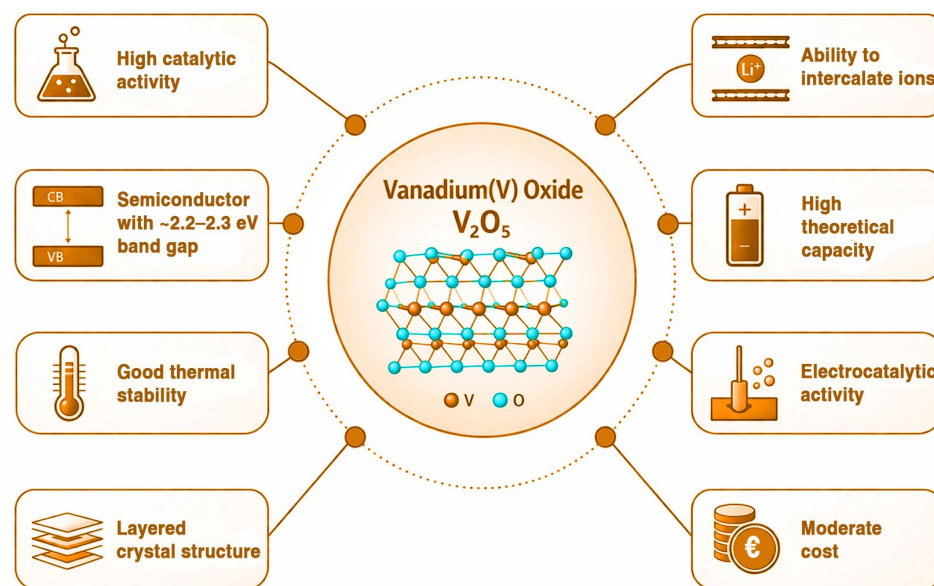 High catalytic
activity
Ability to
intercalate ions
Li⁺
Vanadium(V) Oxide
V₂O₅
CB
VB
Semiconductor
with ~2.2–2.3 eV
band gap
+
−
High
theoretical
capacity
Good thermal
stability
V O
Electrocatalytic
activity
Layered
crystal structure
€
Moderate
cost